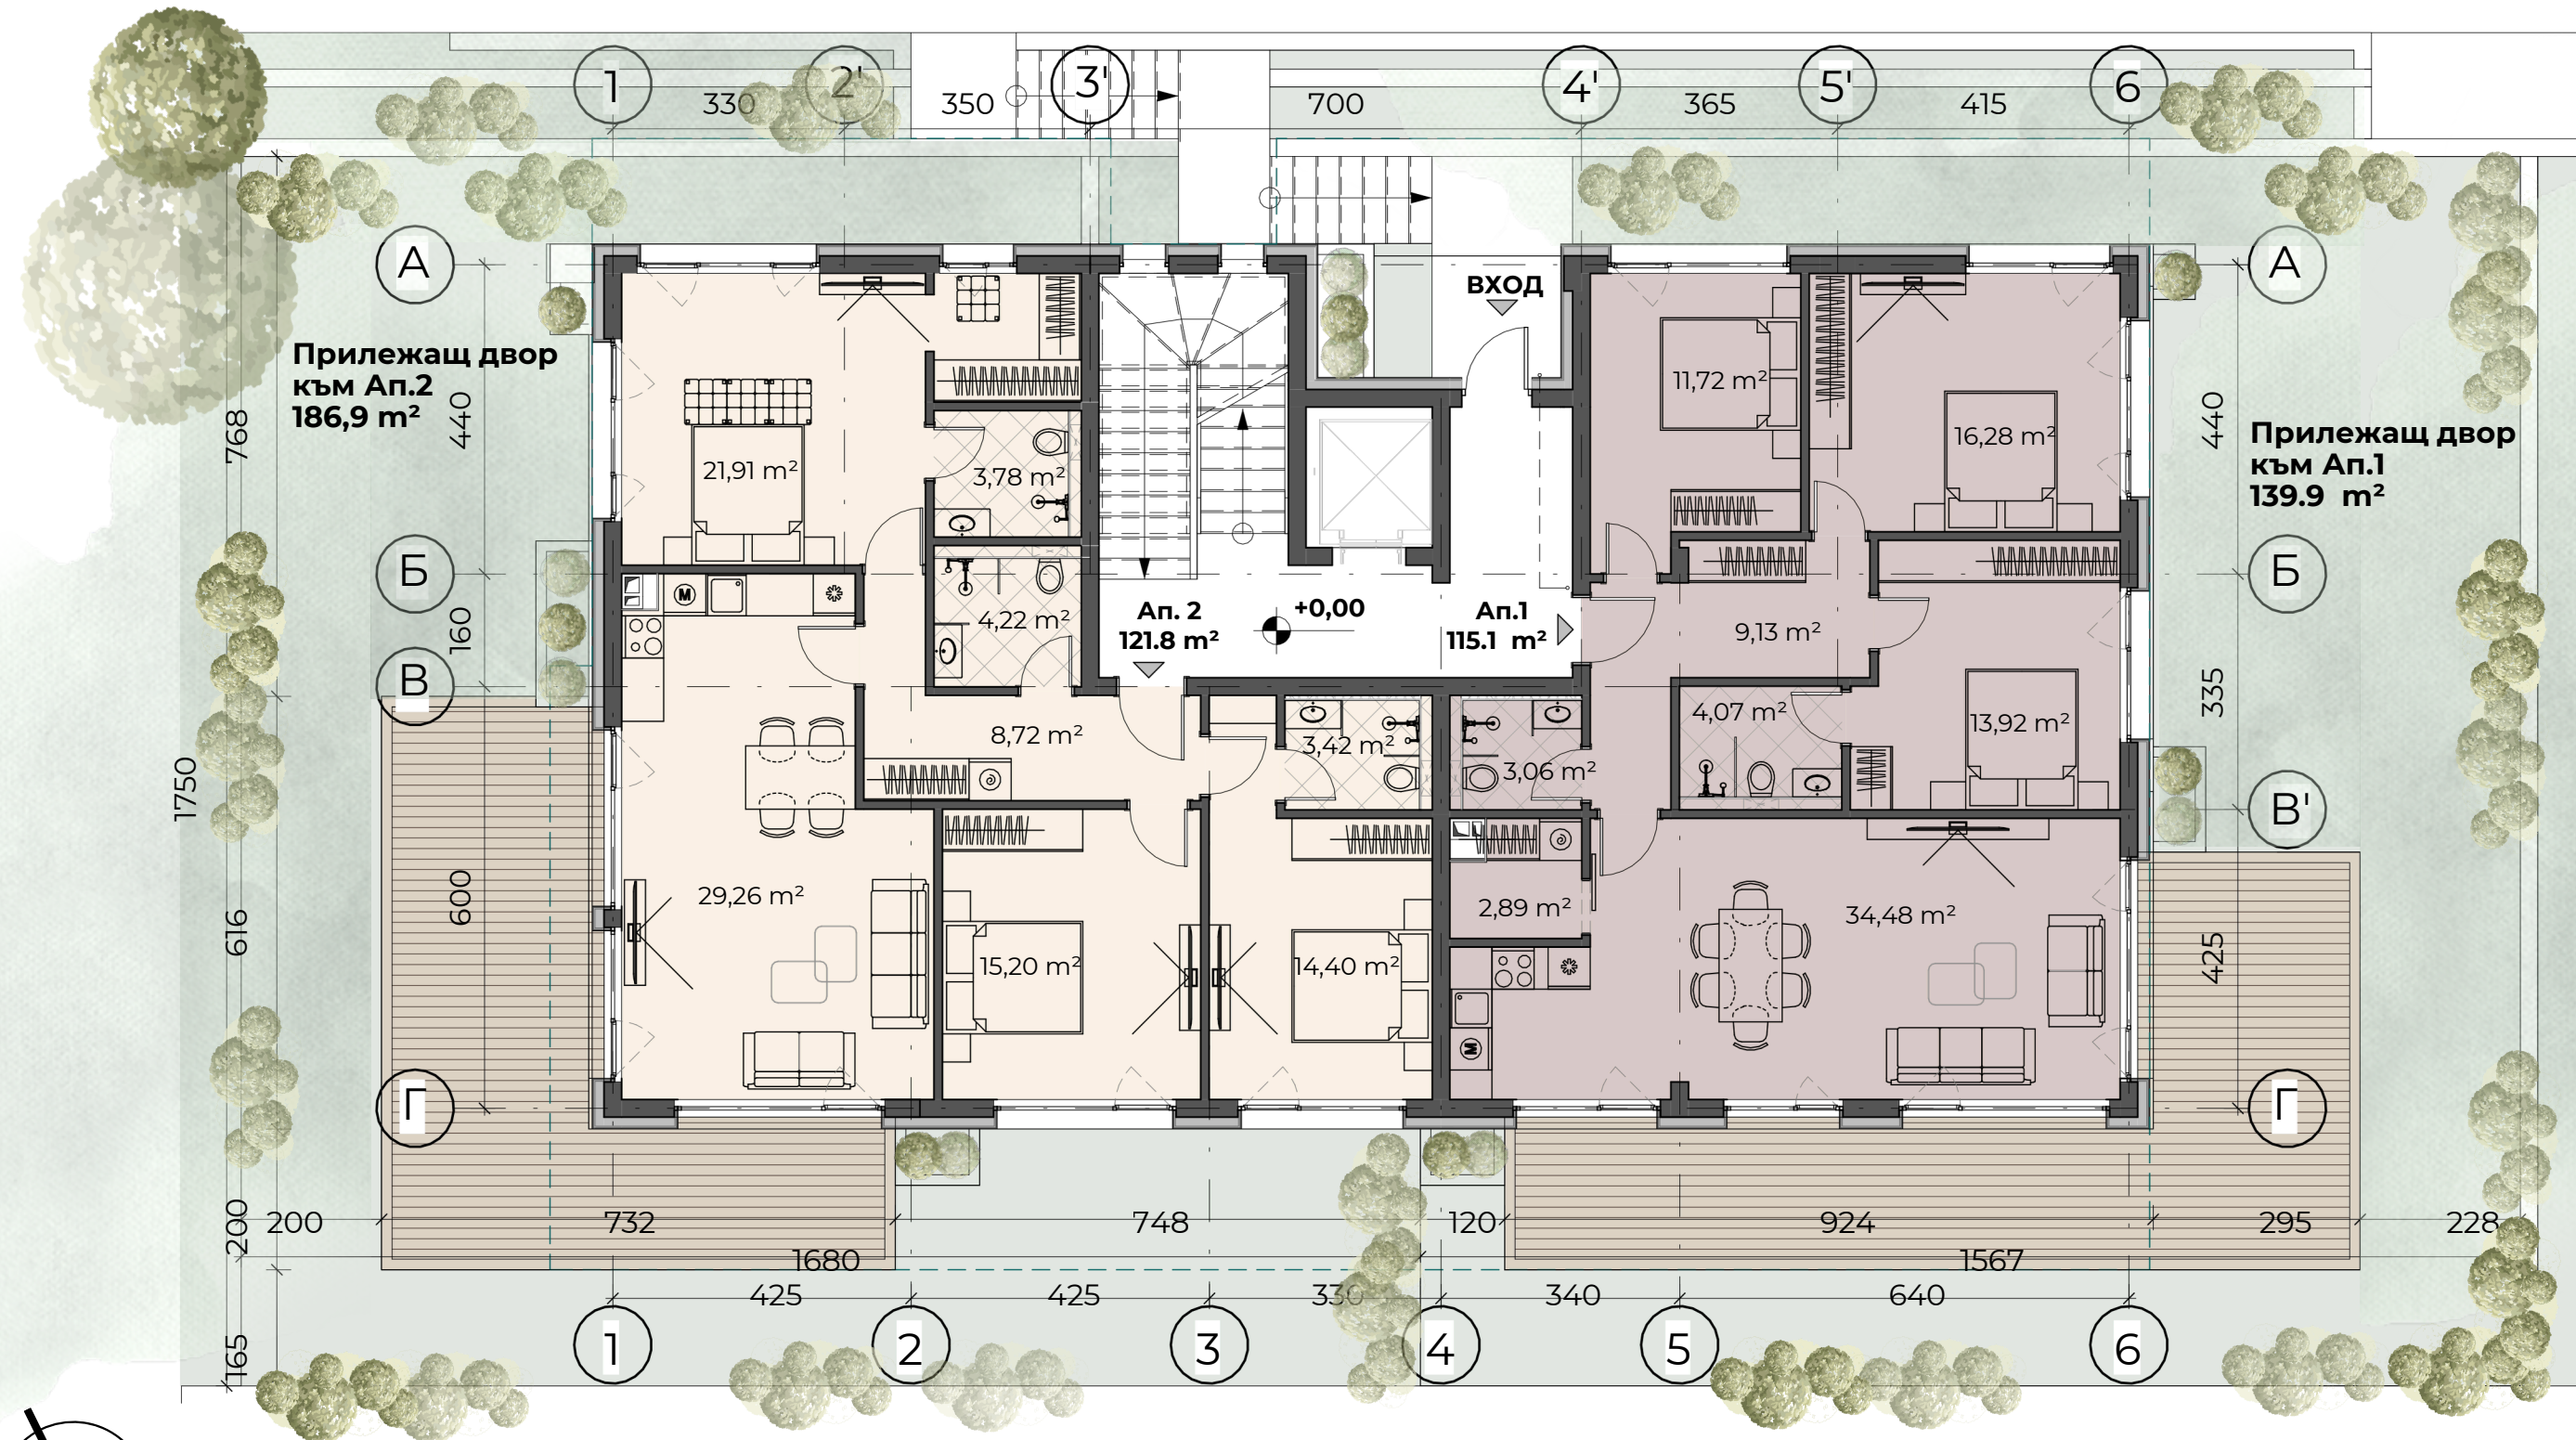 1
2'
3'
4'
5'
6
330
350
700
365
415
А
А
ВХОД
Прилежащ двор
към Ап.2
186,9 m²
768
440
11,72 m²
16,28 m²
440
Прилежащ двор
към Ап.1
139.9 m²
21,91 m²
3,78 m²
Б
Б
160
4,22 m²
Ап. 2
121.8 m²
+0,00
Ап.1
115.1 m²
9,13 m²
M
В
335
4,07 m²
13,92 m²
8,72 m²
3,42 m²
3,06 m²
1750
В'
600
616
29,26 m²
2,89 m²
34,48 m²
425
15,20 m²
14,40 m²
M
Г
Г
200
200
732
748
120
924
295
228
1680
1567
425
425
330
340
640
165
1
2
3
4
5
6